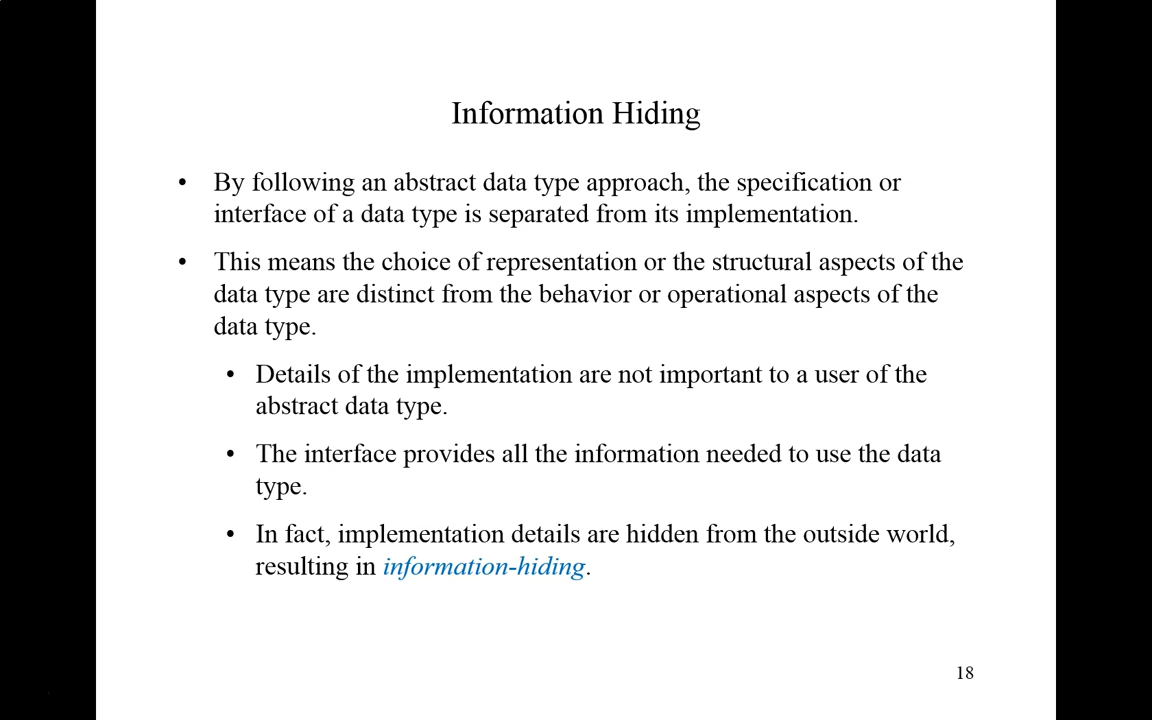 Information Hiding
• By following an abstract data type approach, the specification or
interface of a data type is separated from its implementation.
• This means the choice of representation or the structural aspects of the
data type are distinct from the behavior or operational aspects of the
data type.
• Details of the implementation are not important to a user of the
abstract data type.
• The interface provides all the information needed to use the data
type.
• In fact, implementation details are hidden from the outside world,
resulting in information-hiding.
18